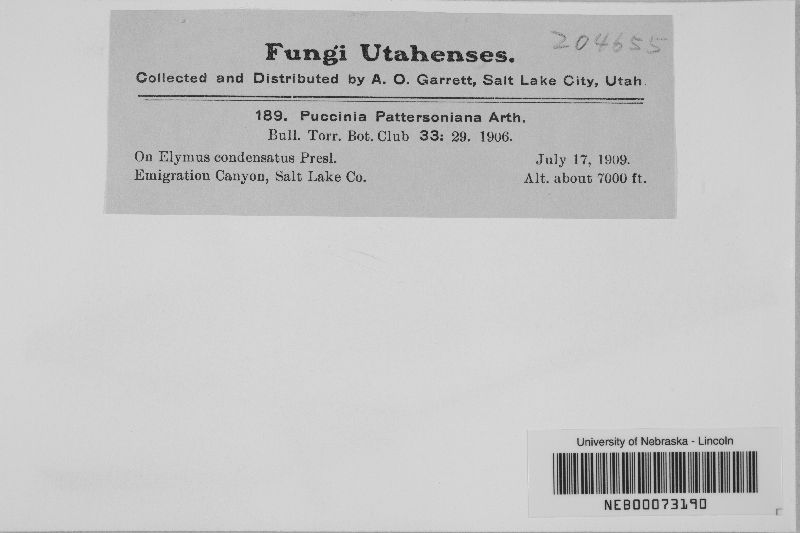 204655
Fungi Utahenses.
Collected and Distributed by A. O. Garrett, Salt Lake City, Utah.
189. Puccinia Pattersoniana Arth.
Bull. Torr. Bot. Club 33: 29. 1906.
On Elymus condensatus Presl. July 17, 1909.
Emigration Canyon, Salt Lake Co. Alt. about 7000 ft.
University of Nebraska - Lincoln
NEB00073190